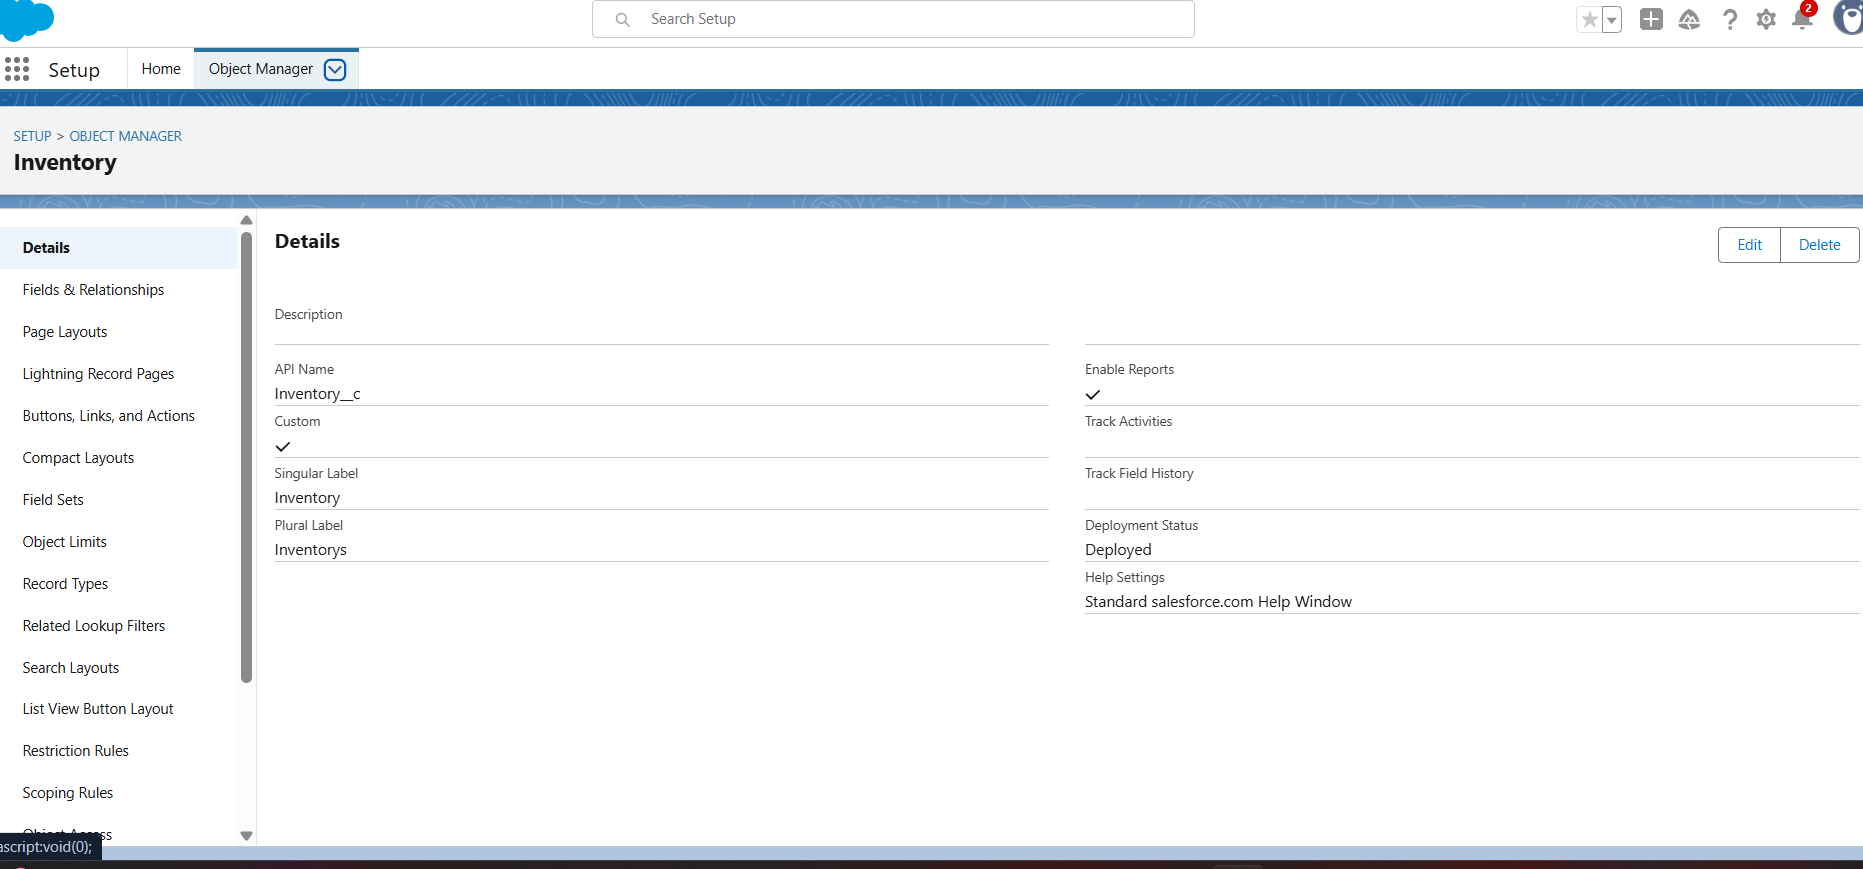 Search Setup
2
Setup
Home
Object Manager
SETUP > OBJECT MANAGER
Inventory
Details
Fields & Relationships
Page Layouts
Lightning Record Pages
Buttons, Links, and Actions
Compact Layouts
Field Sets
Object Limits
Record Types
Related Lookup Filters
Search Layouts
List View Button Layout
Restriction Rules
Scoping Rules
Object Access
ascript:void(0);
Details
Edit
Delete
Description
API Name
Inventory__c
Custom
Singular Label
Inventory
Plural Label
Inventorys
Enable Reports
Track Activities
Track Field History
Deployment Status
Deployed
Help Settings
Standard salesforce.com Help Window